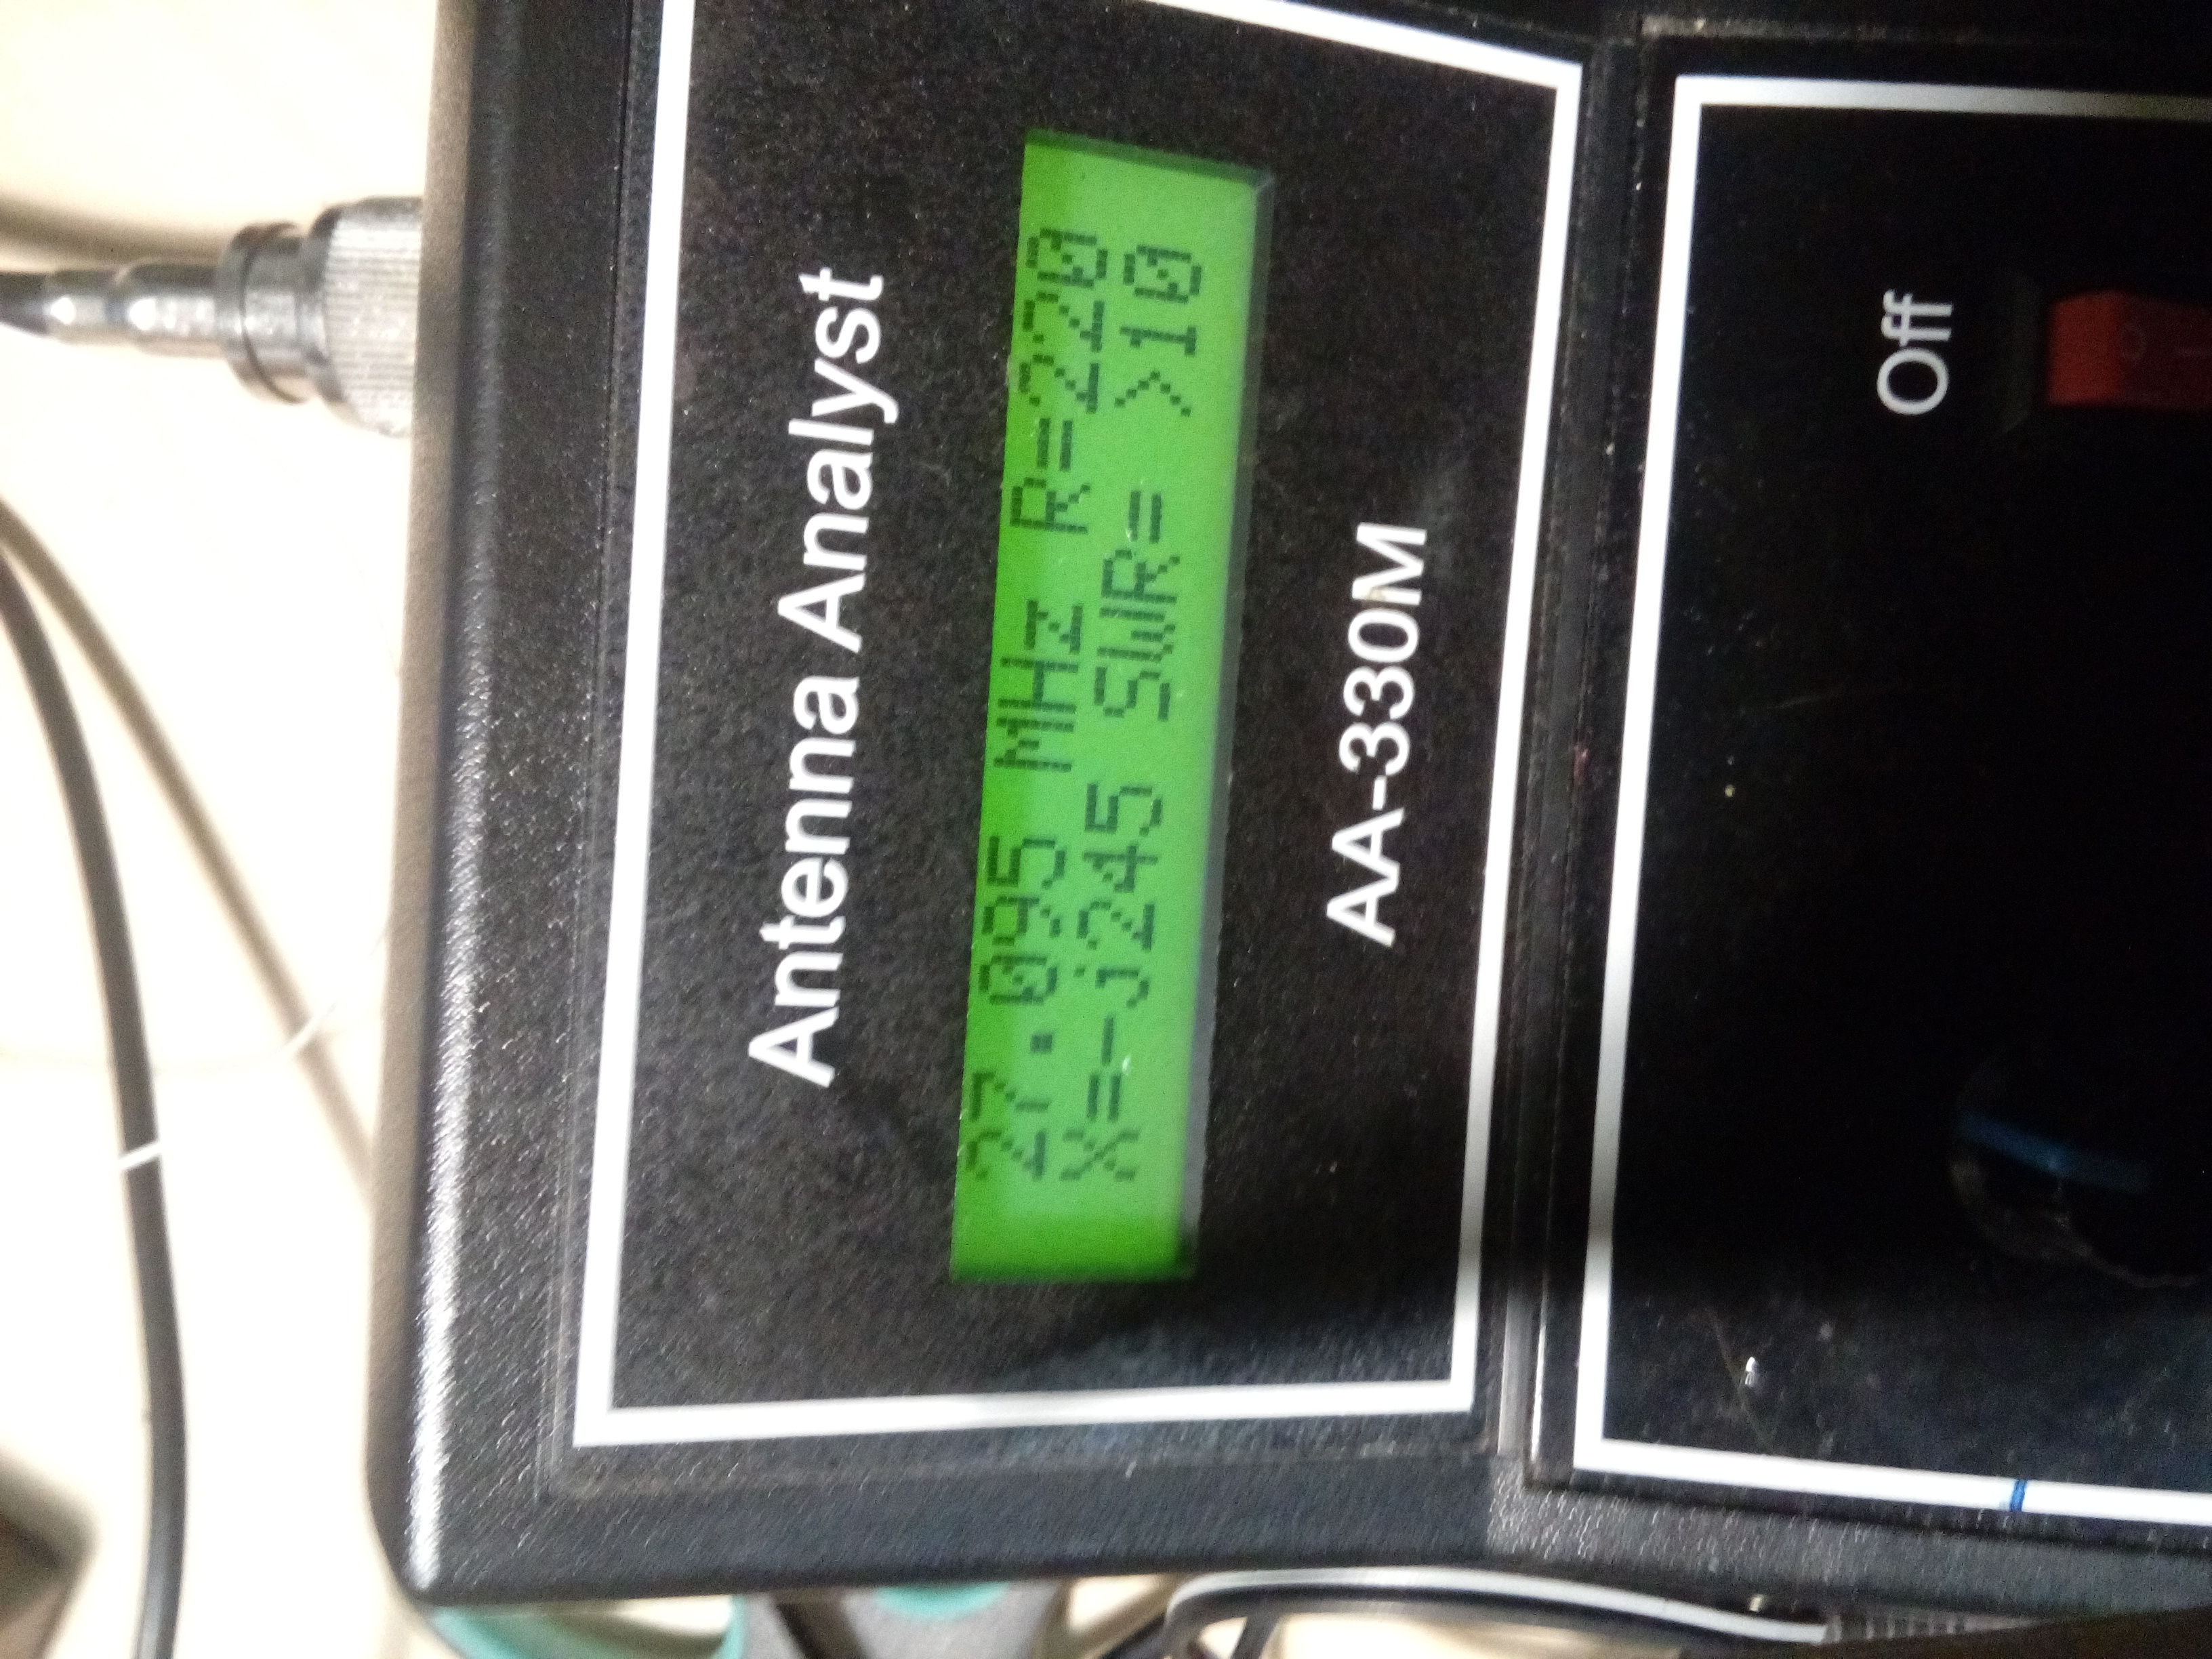 Antenna Analyst
27.095 MHz R=220
X=-j245 SWR= >10
AA-330M
Off